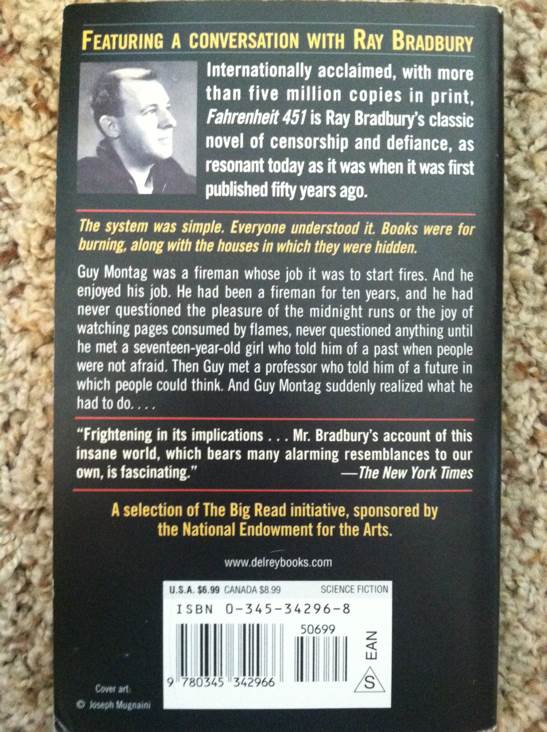 FEATURING A CONVERSATION WITH RAY BRADBURY
Internationally acclaimed, with more
than five million copies in print,
Fahrenheit 451 is Ray Bradbury's classic
novel of censorship and defiance, as
resonant today as it was when it was first
published fifty years ago.
The system was simple. Everyone understood it. Books were for
burning, along with the houses in which they were hidden.
Guy Montag was a fireman whose job it was to start fires. And he
enjoyed his job. He had been a fireman for ten years, and he had
never questioned the pleasure of the midnight runs or the joy of
watching pages consumed by flames, never questioned anything until
he met a seventeen-year-old girl who told him of a past when people
were not afraid. Then Guy met a professor who told him of a future in
which people could think. And Guy Montag suddenly realized what he
had to do. . . .
"Frightening in its implications . . . Mr. Bradbury's account of this
insane world, which bears many alarming resemblances to our
own, is fascinating." —The New York Times
A selection of The Big Read initiative, sponsored by
the National Endowment for the Arts.
www.delreybooks.com
U.S.A. $6.99 CANADA $8.99 SCIENCE FICTION
ISBN 0-345-34296-8
50699
EAN
S
9 780345 342966
Cover art:
© Joseph Mugnaini